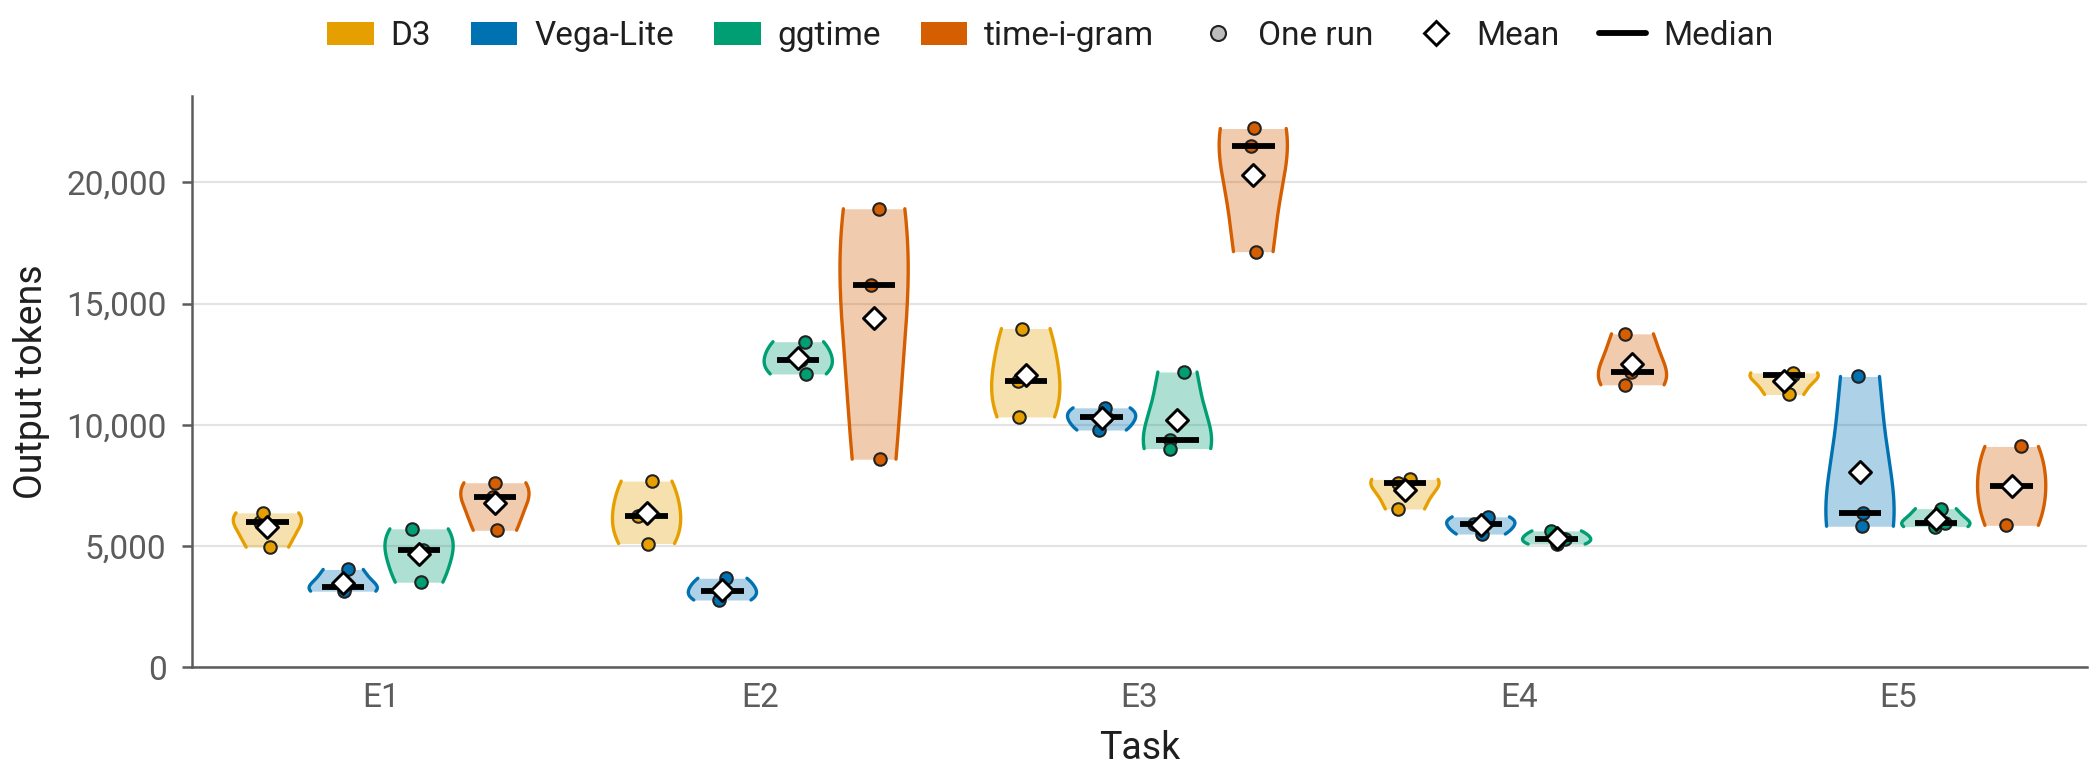 D3 Vega-Lite ggtime time-i-gram One run Mean Median
Output tokens
20,000
15,000
10,000
5,000
0
E1 E2 E3 E4 E5
Task